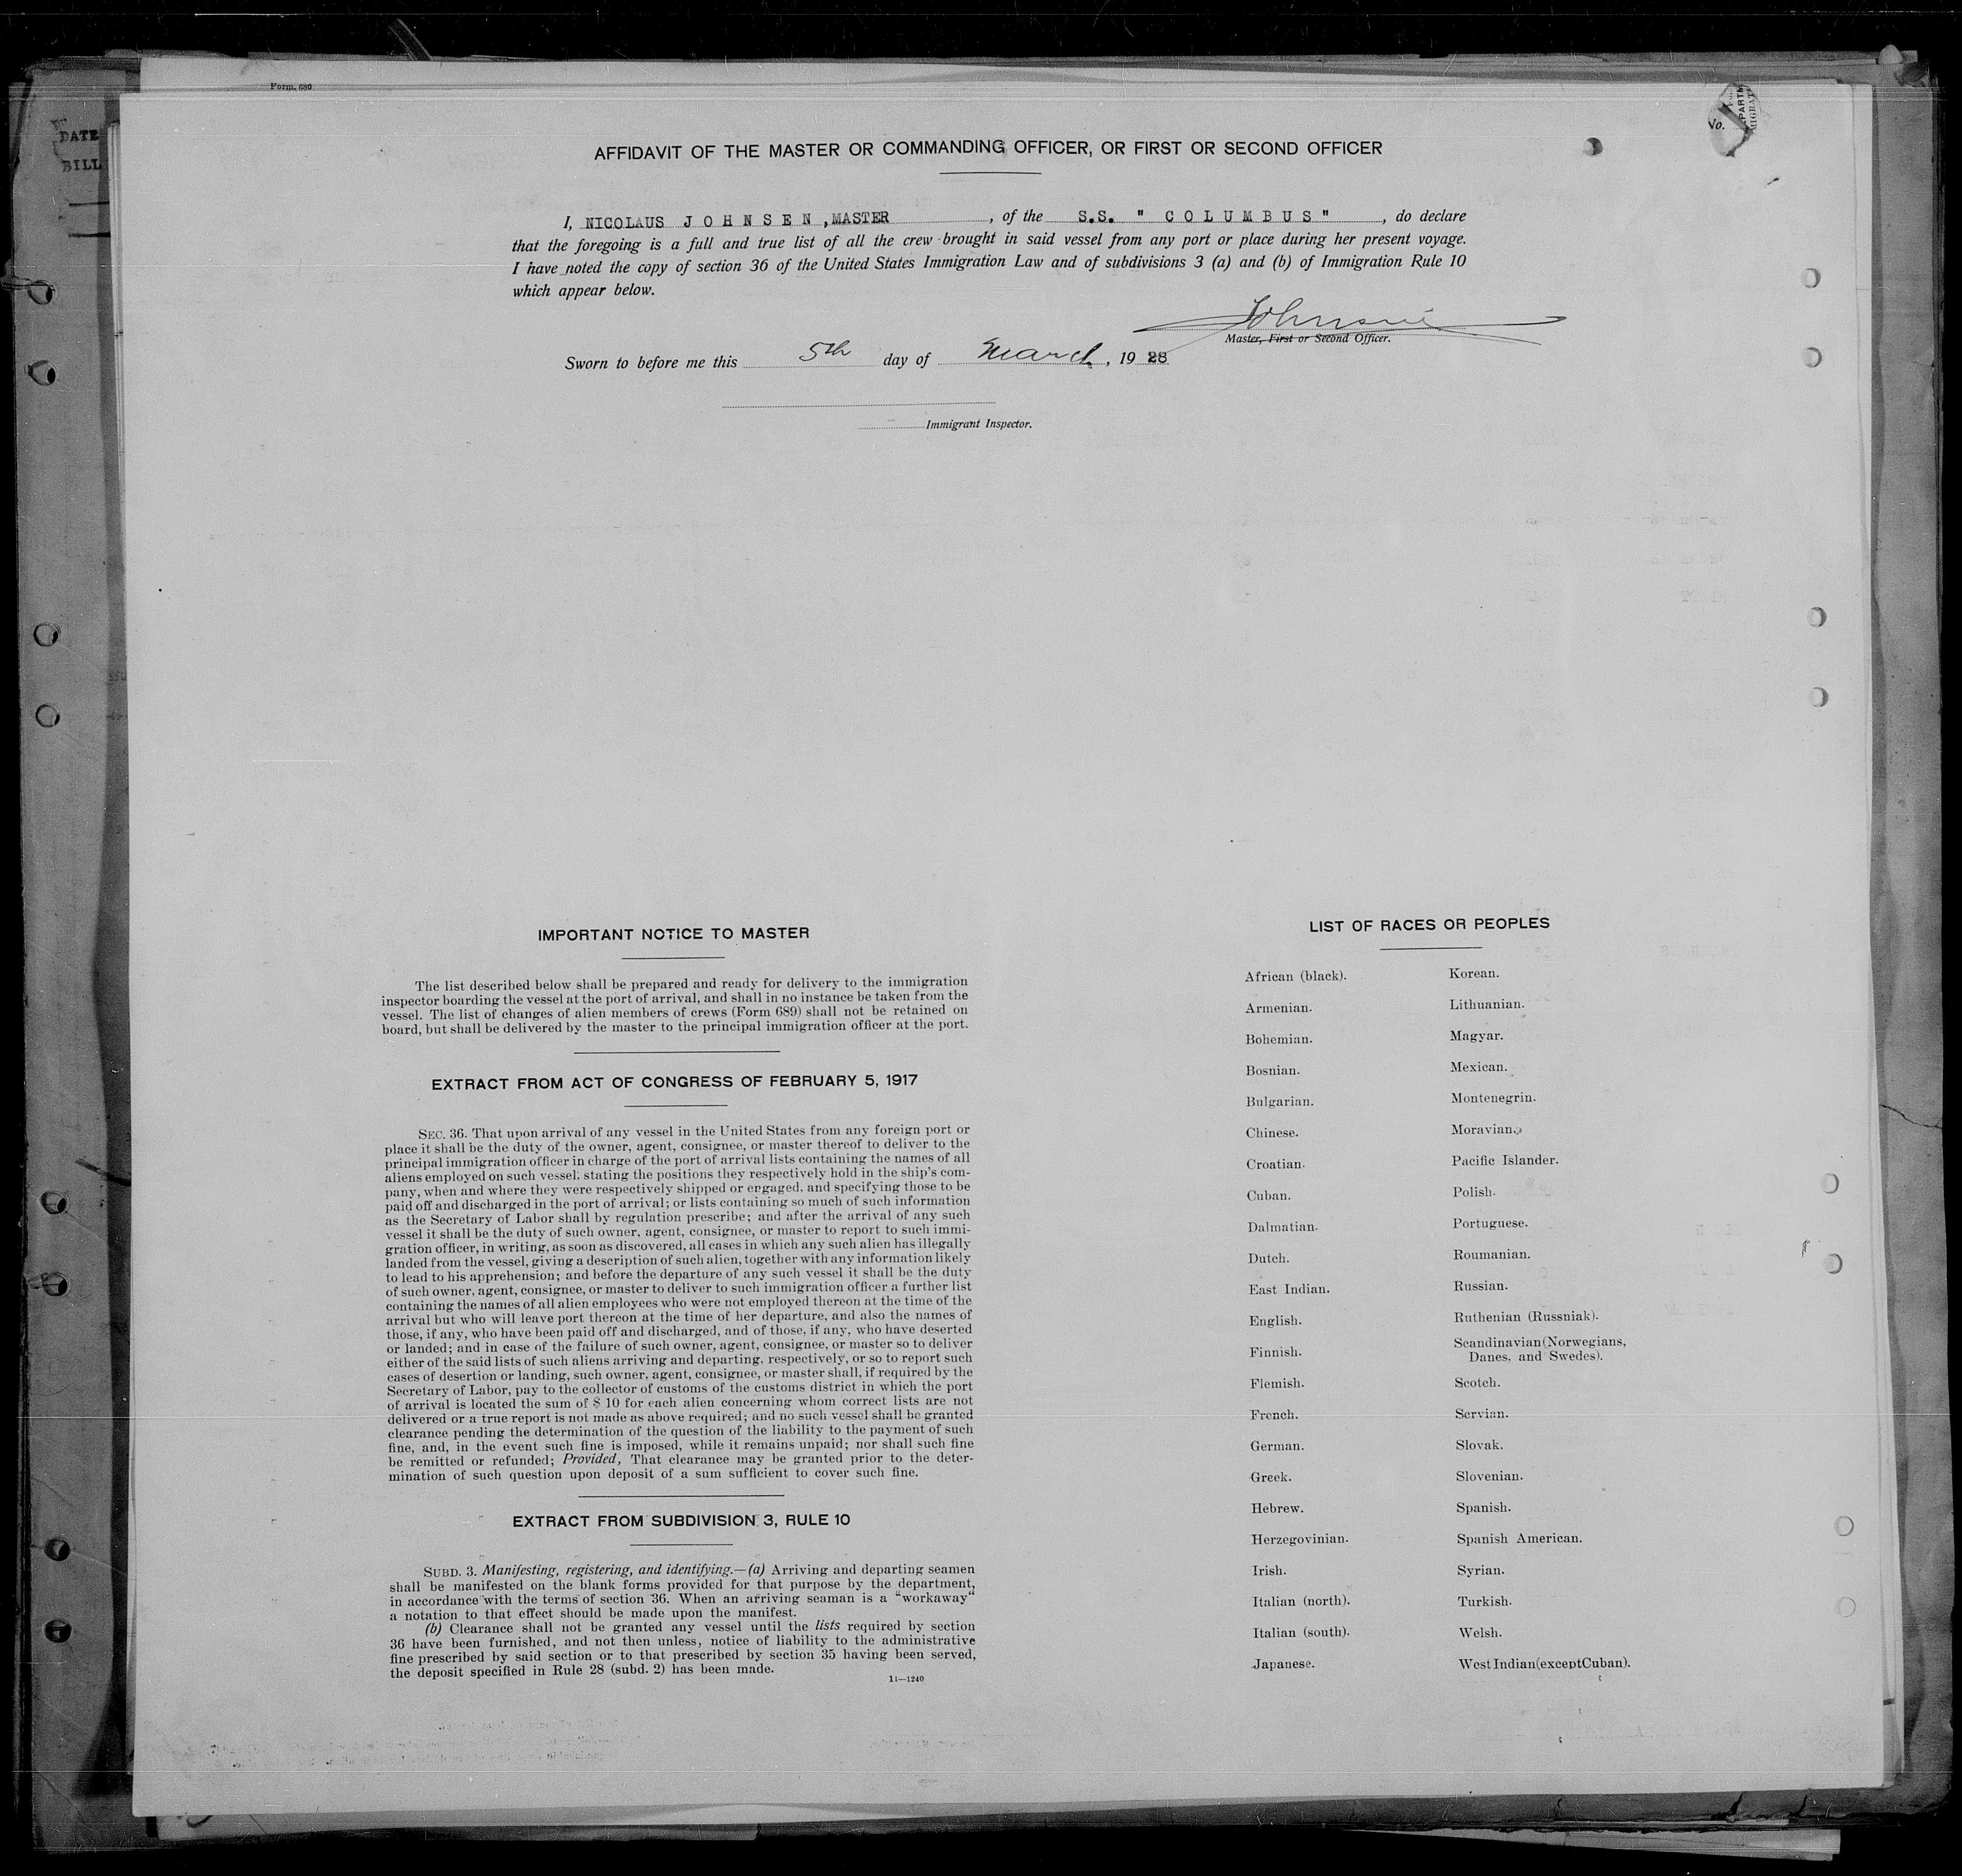 Form. 680
DATE
BILL
No.
AFFIDAVIT OF THE MASTER OR COMMANDING OFFICER, OR FIRST OR SECOND OFFICER
I, NICOLAUS J O H N S E N ,MASTER , of the S.S. " C O L U M B U S " , do declare
that the foregoing is a full and true list of all the crew brought in said vessel from any port or place during her present voyage.
I have noted the copy of section 36 of the United States Immigration Law and of subdivisions 3 (a) and (b) of Immigration Rule 10
which appear below.
Master, First or Second Officer.
Sworn to before me this 5th day of March , 19 28
Immigrant Inspector.
IMPORTANT NOTICE TO MASTER
The list described below shall be prepared and ready for delivery to the immigration
inspector boarding the vessel at the port of arrival, and shall in no instance be taken from the
vessel. The list of changes of alien members of crews (Form 689) shall not be retained on
board, but shall be delivered by the master to the principal immigration officer at the port.
EXTRACT FROM ACT OF CONGRESS OF FEBRUARY 5, 1917
SEC. 36. That upon arrival of any vessel in the United States from any foreign port or
place it shall be the duty of the owner, agent, consignee, or master thereof to deliver to the
principal immigration officer in charge of the port of arrival lists containing the names of all
aliens employed on such vessel; stating the positions they respectively hold in the ship's com-
pany, when and where they were respectively shipped or engaged, and specifying those to be
paid off and discharged in the port of arrival; or lists containing so much of such information
as the Secretary of Labor shall by regulation prescribe; and after the arrival of any such
vessel it shall be the duty of such owner, agent, consignee, or master to report to such immi-
gration officer, in writing, as soon as discovered, all cases in which any such alien has illegally
landed from the vessel, giving a description of such alien, together with any information likely
to lead to his apprehension; and before the departure of any such vessel it shall be the duty
of such owner, agent, consignee, or master to deliver to such immigration officer a further list
containing the names of all alien employees who were not employed thereon at the time of the
arrival but who will leave port thereon at the time of her departure, and also the names of
those, if any, who have been paid off and discharged, and of those, if any, who have deserted
or landed; and in case of the failure of such owner, agent, consignee, or master so to deliver
either of the said lists of such aliens arriving and departing, respectively, or so to report such
cases of desertion or landing, such owner, agent, consignee, or master shall, if required by the
Secretary of Labor, pay to the collector of customs of the customs district in which the port
of arrival is located the sum of $ 10 for each alien concerning whom correct lists are not
delivered or a true report is not made as above required; and no such vessel shall be granted
clearance pending the determination of the question of the liability to the payment of such
fine, and, in the event such fine is imposed, while it remains unpaid; nor shall such fine
be remitted or refunded; Provided, That clearance may be granted prior to the deter-
mination of such question upon deposit of a sum sufficient to cover such fine.
EXTRACT FROM SUBDIVISION 3, RULE 10
SUBD. 3. Manifesting, registering, and identifying.—(a) Arriving and departing seamen
shall be manifested on the blank forms provided for that purpose by the department,
in accordance with the terms of section 36. When an arriving seaman is a "workaway"
a notation to that effect should be made upon the manifest.
(b) Clearance shall not be granted any vessel until the lists required by section
36 have been furnished, and not then unless, notice of liability to the administrative
fine prescribed by said section or to that prescribed by section 35 having been served,
the deposit specified in Rule 28 (subd. 2) has been made.
11—1240
LIST OF RACES OR PEOPLES
African (black).
Armenian.
Bohemian.
Bosnian.
Bulgarian.
Chinese.
Croatian.
Cuban.
Dalmatian.
Dutch.
East Indian.
English.
Finnish.
Flemish.
French.
German.
Greek.
Hebrew.
Herzegovinian.
Irish.
Italian (north).
Italian (south).
Japanese.
Korean.
Lithuanian.
Magyar.
Mexican.
Montenegrin.
Moravian.
Pacific Islander.
Polish.
Portuguese.
Roumanian.
Russian.
Ruthenian (Russniak).
Scandinavian(Norwegians,
Danes, and Swedes).
Scotch.
Servian.
Slovak.
Slovenian.
Spanish.
Spanish American.
Syrian.
Turkish.
Welsh.
West Indian(except Cuban).